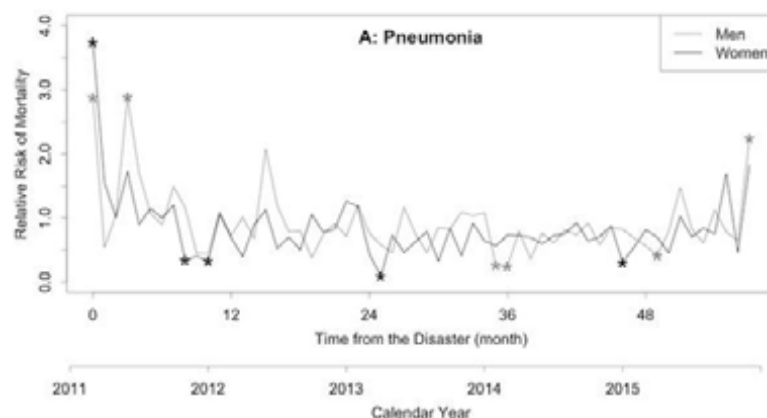 A: Pneumonia
Men
Women
Relative Risk of Mortality
4.0
3.0
2.0
1.0
0.0
0 12 24 36 48
Time from the Disaster (month)
2011 2012 2013 2014 2015
Calendar Year